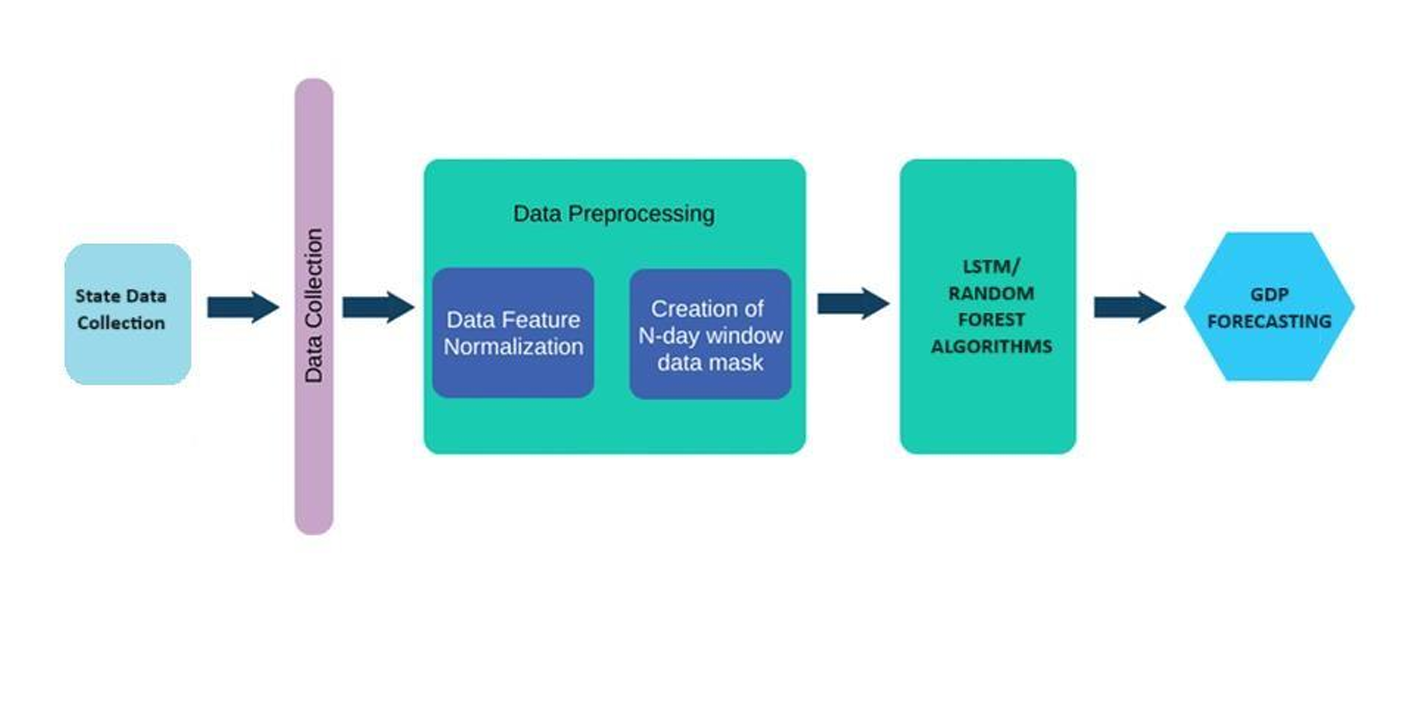 State Data
Collection
Data Collection
Data Preprocessing
Data Feature
Normalization
Creation of
N-day window
data mask
LSTM/
RANDOM
FOREST
ALGORITHMS
GDP
FORECASTING